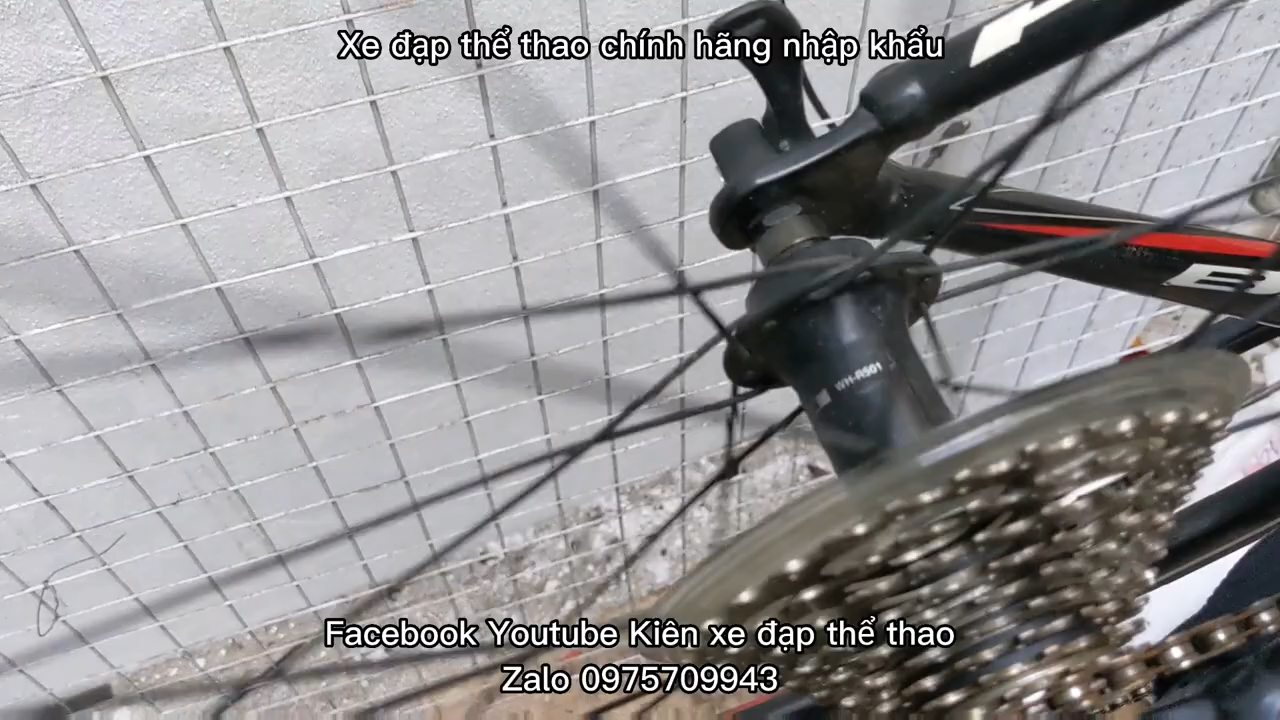 Xe đạp thể thao chính hãng nhập khẩu
WH-R501
Facebook Youtube Kiên xe đạp thể thao
Zalo 0975709943